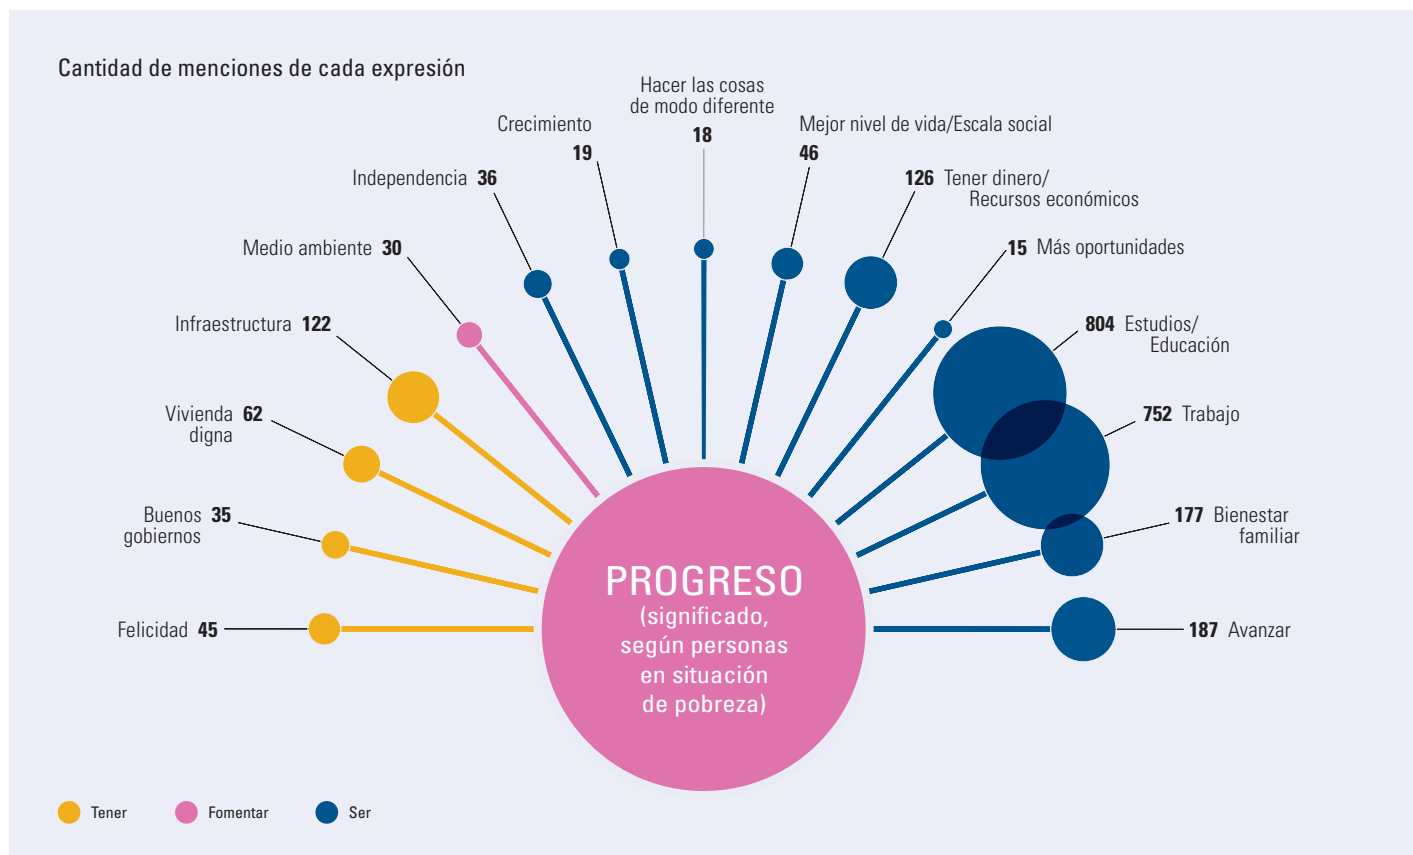 Cantidad de menciones de cada expresión
Hacer las cosas
de modo diferente
18
Crecimiento
19
Mejor nivel de vida/Escala social
46
Independencia 36
126 Tener dinero/
Recursos económicos
Medio ambiente 30
15 Más oportunidades
Infraestructura 122
804 Estudios/
Educación
Vivienda 62
digna
752 Trabajo
Buenos 35
gobiernos
177 Bienestar
familiar
Felicidad 45
187 Avanzar
PROGRESO
(significado,
según personas
en situación
de pobreza)
Tener
Fomentar
Ser